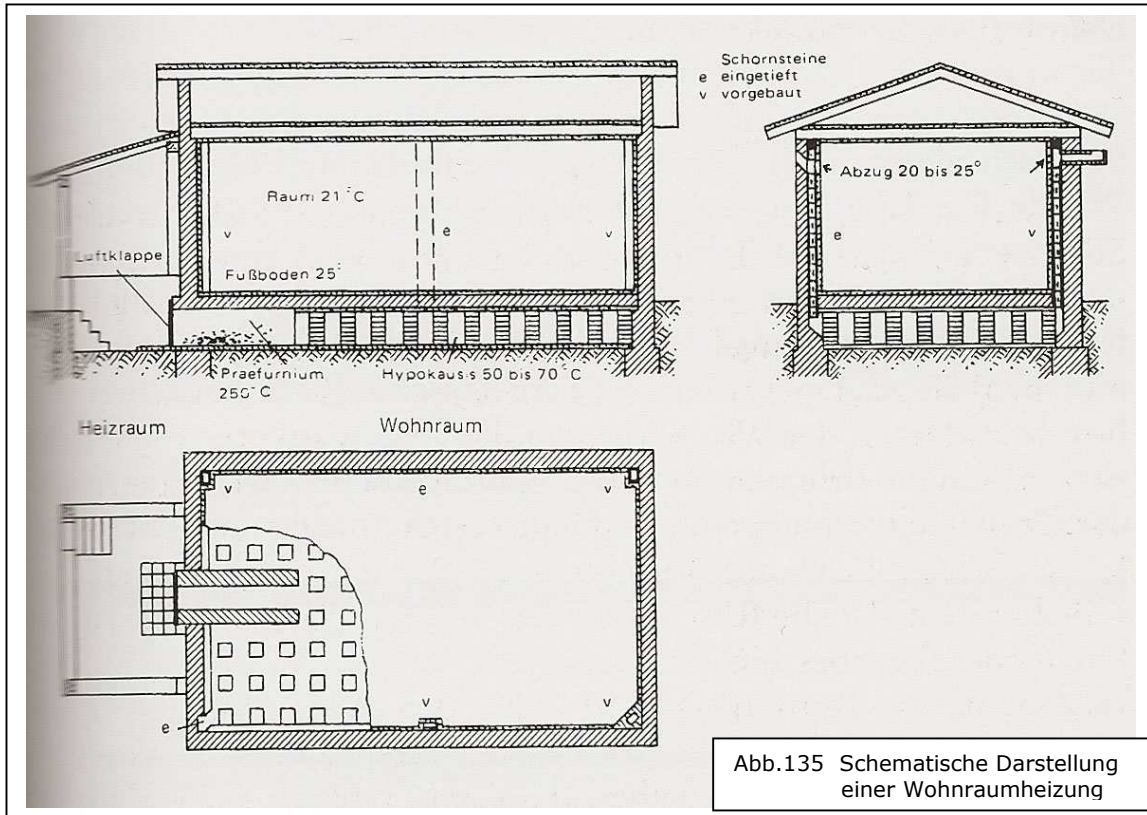 Schornsteine
e eingetieft
v vorgebaut
Raum 21°C
v
e
v
Abzug 20 bis 25°
e
v
Luftklappe
Fußboden 25°
Praefurnium
250°C
Hypokausis 50 bis 70°C
Heizraum
Wohnraum
v
e
v
v
v
e
Abb.135 Schematische Darstellung
einer Wohnraumheizung